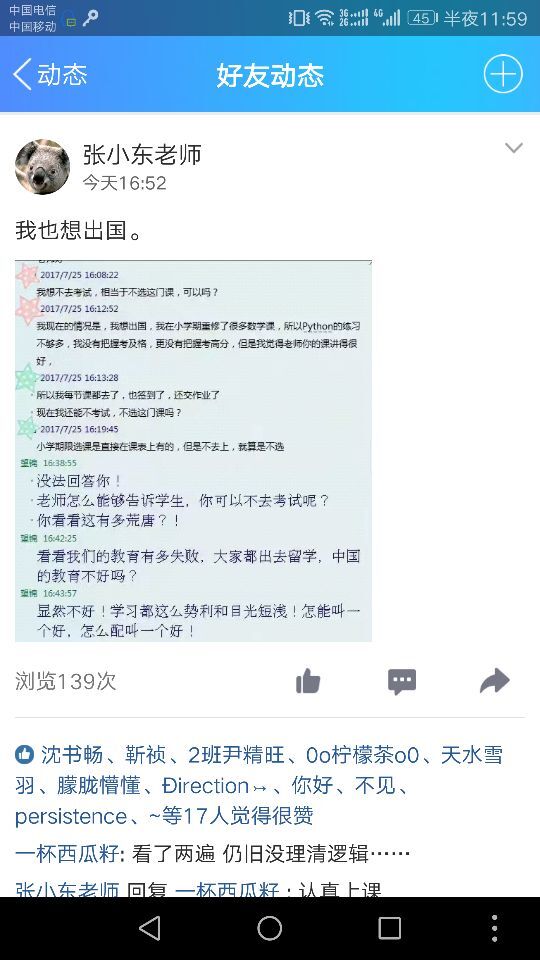 中国电信
中国移动
3G 2G 4G 2G 45 半夜11:59
动态
好友动态
张小东老师
今天16:52
我也想出国。
2017/7/25 16:08:22
我想不去考试，相当于不选这门课，可以吗？
2017/7/25 16:12:52
我现在的情况是，我想出国，我在小学期重修了很多数学课，所以Python的练习
不够多，我没有把握考及格，更没有把握考高分，但是我觉得老师你的课讲得很
好，
2017/7/25 16:13:28
所以我每节课都去了，也签到了，还交作业了
现在我还能不考试，不选这门课吗？
2017/7/25 16:19:45
小学期限选课是直接在课表上有的，但是不去上，就算是不选
16:38:55
没法回答你！
老师怎么能够告诉学生，你可以不去考试呢？
你看看这有多荒唐？！
16:42:25
看看我们的教育有多失败，大家都出去留学，中国
的教育不好吗？
16:43:57
显然不好！学习都这么势利和目光短浅！怎能叫一
个好，怎么配叫一个好！
浏览139次
沈书畅、靳祯、2班尹精旺、0o柠檬茶o0、天水雪
羽、朦胧懵懂、Ðirection→、你好、不见、
persistence、~等17人觉得很赞
一杯西瓜籽: 看了两遍 仍旧没理清逻辑……
张小东老师 回复 一杯西瓜籽 : 认真上课